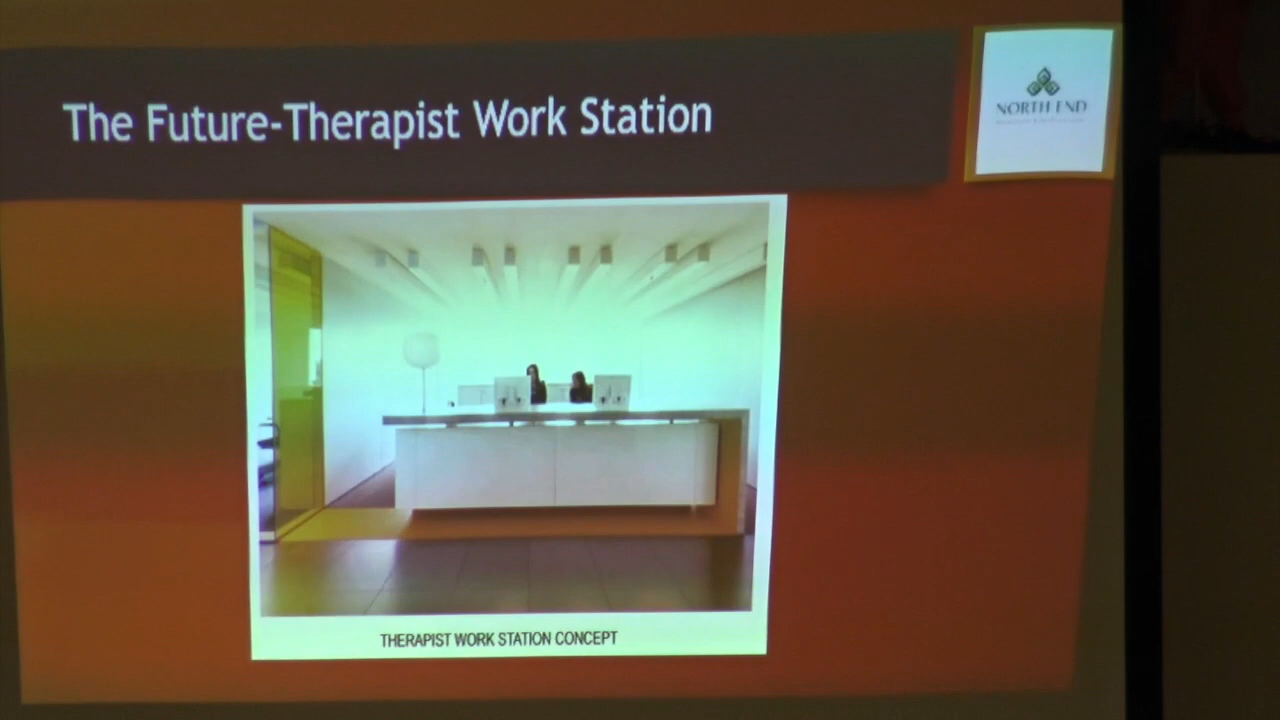 The Future-Therapist Work Station
NORTH END
THERAPIST WORK STATION CONCEPT